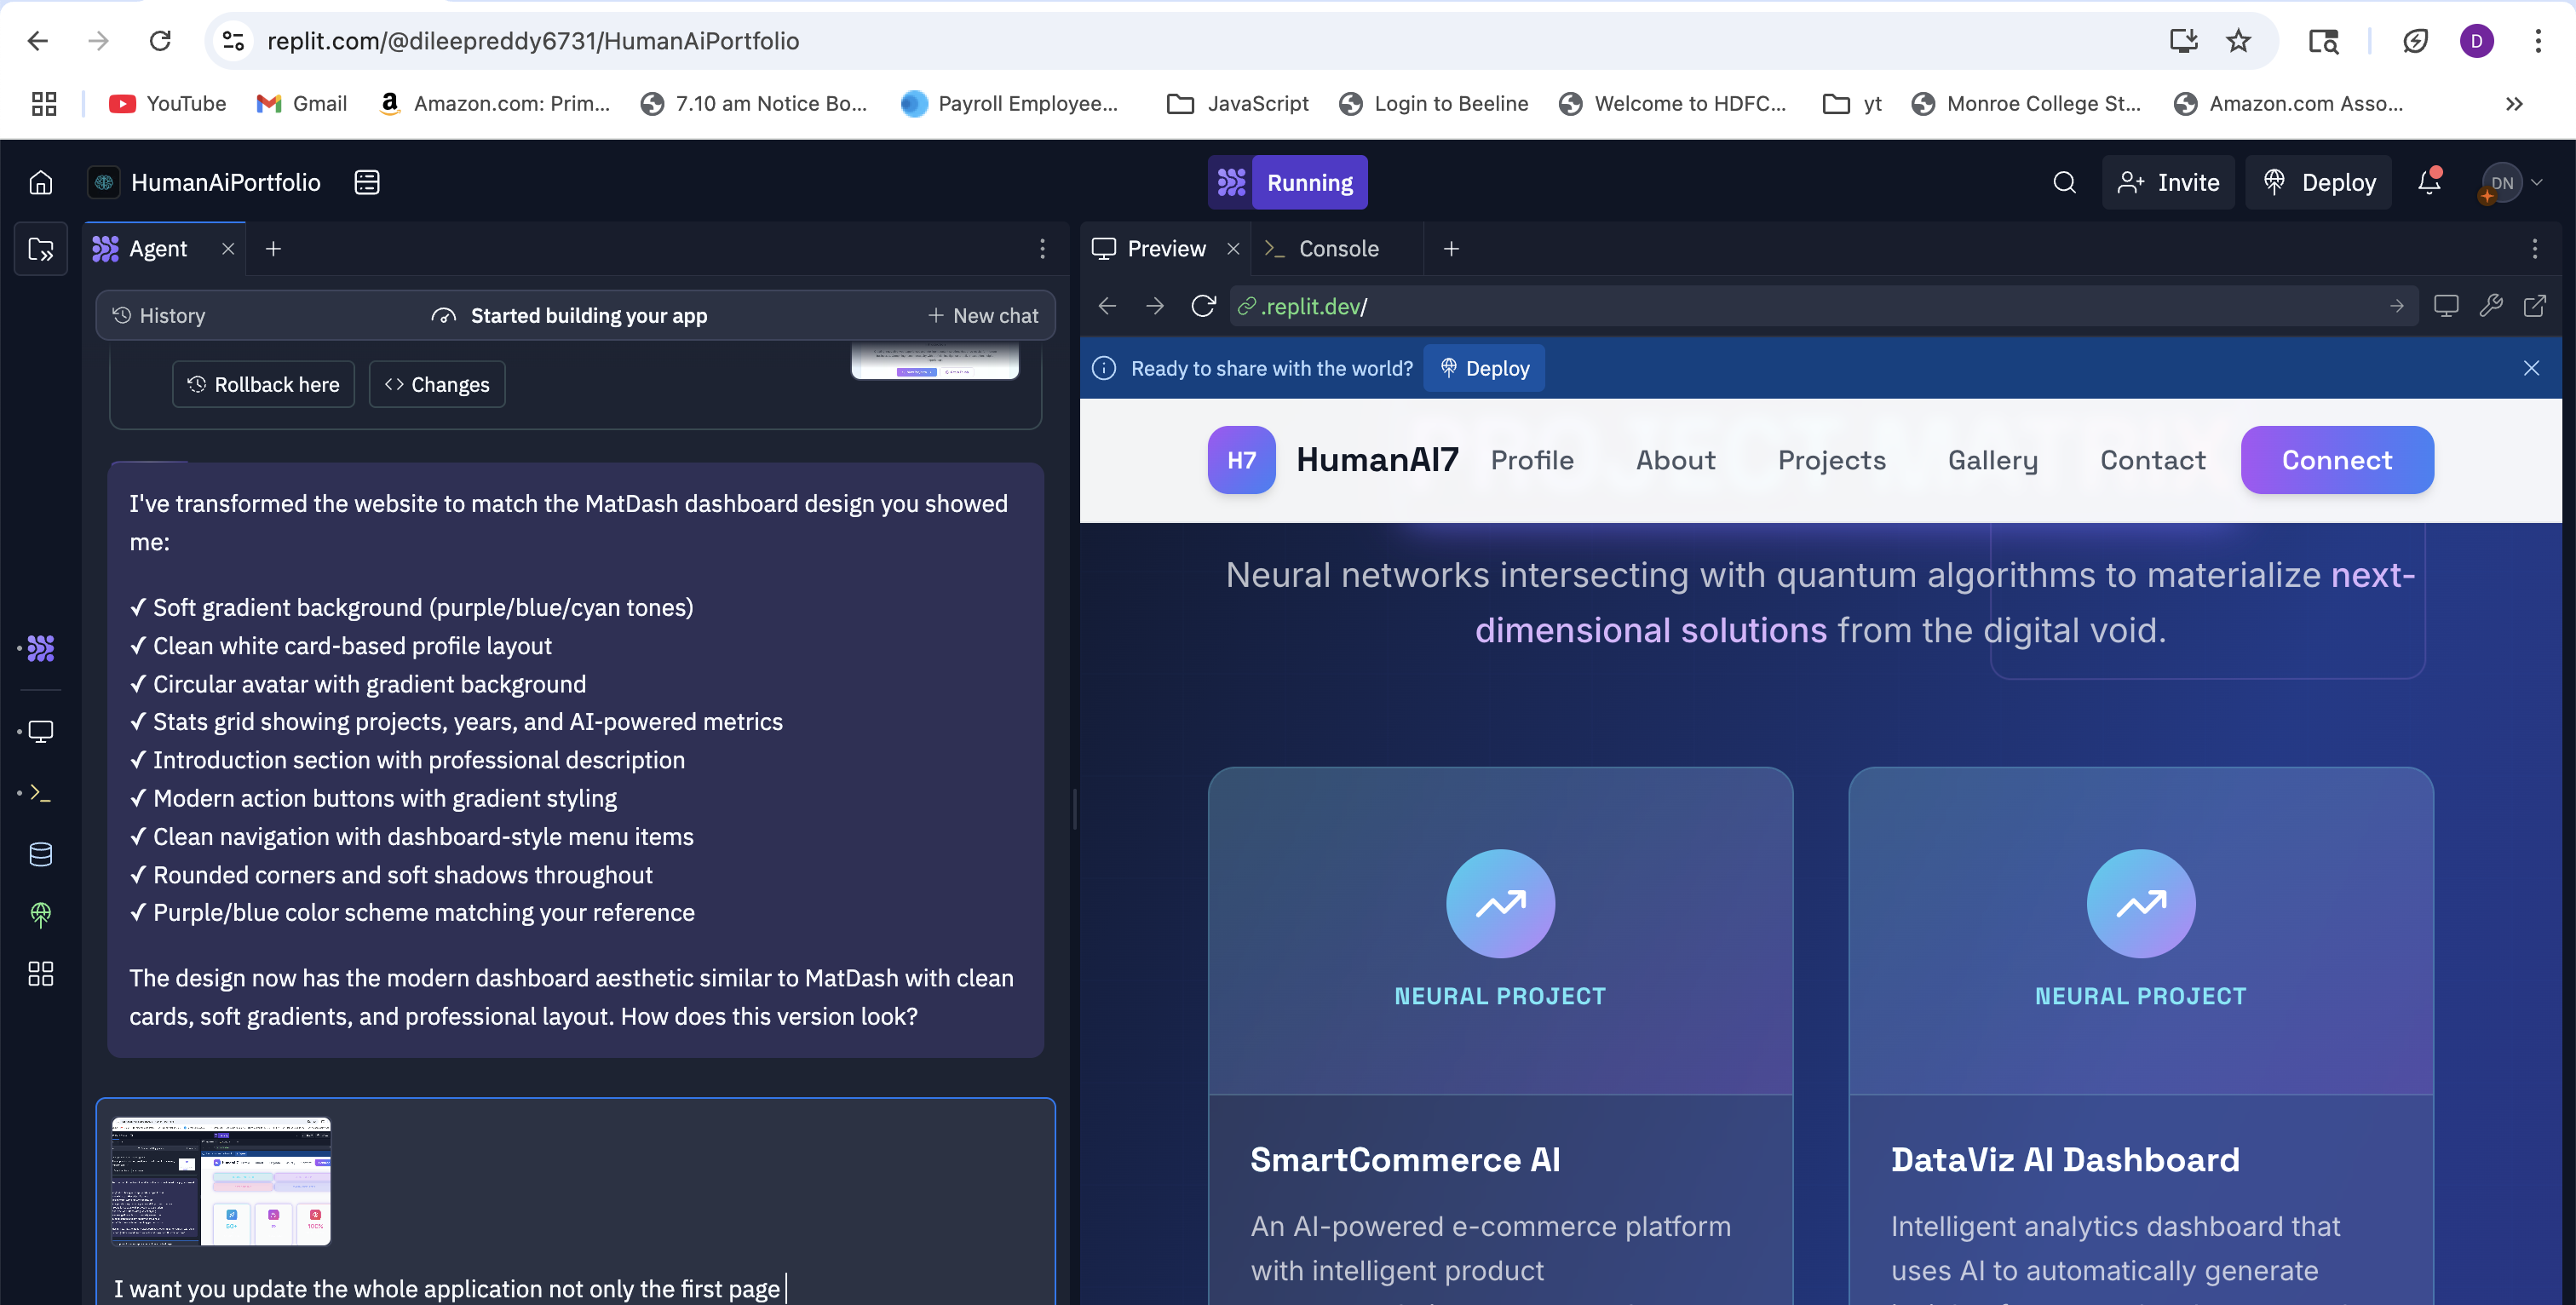 replit.com/@dileepreddy6731/HumanAiPortfolio
D
YouTube
Gmail
Amazon.com: Prim...
7.10 am Notice Bo...
Payroll Employee...
JavaScript
Login to Beeline
Welcome to HDFC...
yt
Monroe College St...
Amazon.com Asso...
HumanAiPortfolio
Running
Invite
Deploy
DN
Agent
History
Started building your app
New chat
Rollback here
Changes
I've transformed the website to match the MatDash dashboard design you showed
me:
✓ Soft gradient background (purple/blue/cyan tones)
✓ Clean white card-based profile layout
✓ Circular avatar with gradient background
✓ Stats grid showing projects, years, and AI-powered metrics
✓ Introduction section with professional description
✓ Modern action buttons with gradient styling
✓ Clean navigation with dashboard-style menu items
✓ Rounded corners and soft shadows throughout
✓ Purple/blue color scheme matching your reference
The design now has the modern dashboard aesthetic similar to MatDash with clean
cards, soft gradients, and professional layout. How does this version look?
I want you update the whole application not only the first page
Preview
Console
.replit.dev/
Ready to share with the world?
Deploy
H7
HumanAI7
Profile
About
Projects
Gallery
Contact
Connect
PROJECT MATRIX
Neural networks intersecting with quantum algorithms to materialize next-
dimensional solutions from the digital void.
NEURAL PROJECT
SmartCommerce AI
An AI-powered e-commerce platform
with intelligent product
NEURAL PROJECT
DataViz AI Dashboard
Intelligent analytics dashboard that
uses AI to automatically generate